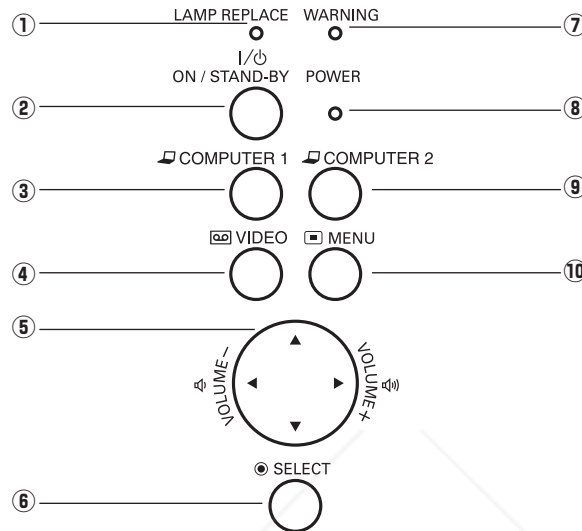 ① LAMP REPLACE WARNING ⑦
I/⏻
② ON / STAND-BY POWER ⑧
③ COMPUTER 1 COMPUTER 2 ⑨
④ VIDEO MENU ⑩
⑤
VOLUME – VOLUME +
SELECT
⑥